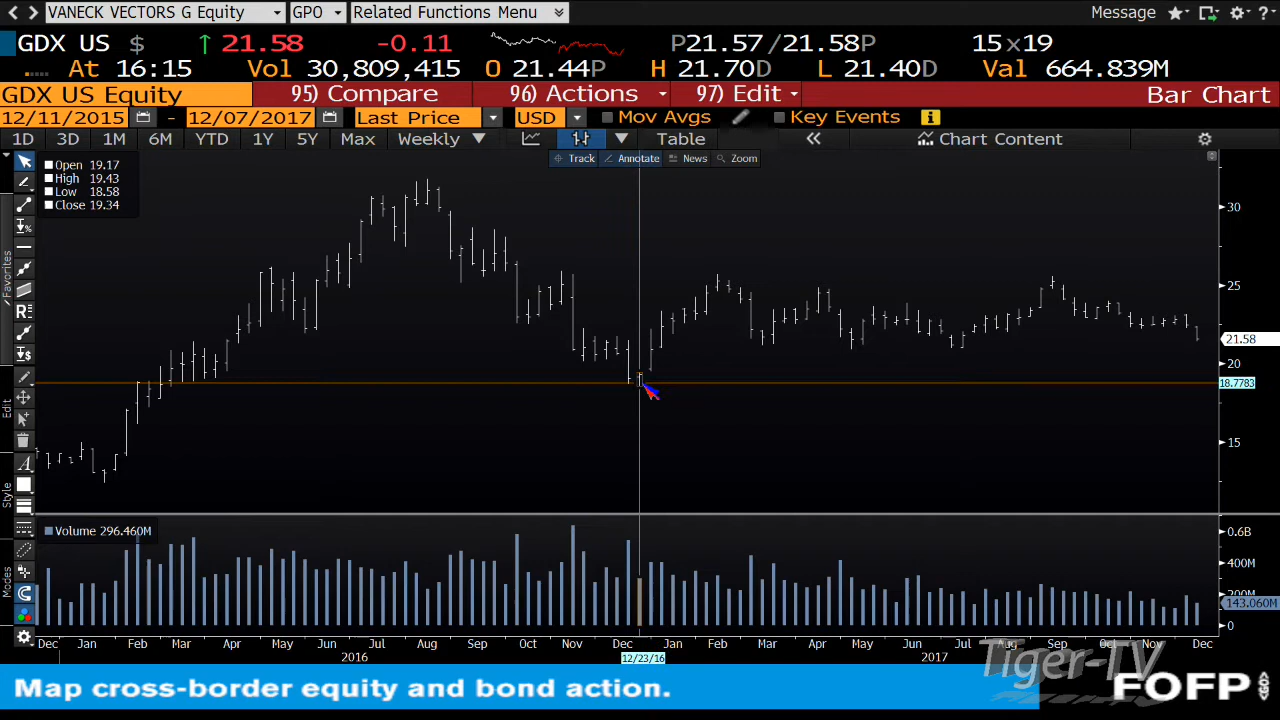 VANECK VECTORS G Equity GPO Related Functions Menu Message ?
GDX US $ ↑ 21.58 -0.11 P21.57/21.58P 15x19
At 16:15 Vol 30,809,415 O 21.44P H 21.70D L 21.40D Val 664.839M
GDX US Equity 95) Compare 96) Actions 97) Edit Bar Chart
12/11/2015 - 12/07/2017 Last Price USD Mov Avgs Key Events i
1D 3D 1M 6M YTD 1Y 5Y Max Weekly Table « Chart Content
Track Annotate News Zoom
Open 19.17
High 19.43
Low 18.58
Close 19.34
Favorites
Edit
Style
Modes
30
25
21.58
20
18.7783
15
Volume 296.460M
0.6B
400M
200M
143.060M
0
Dec Jan Feb Mar Apr May Jun Jul Aug Sep Oct Nov Dec Jan Feb Mar Apr May Jun Jul Aug Sep Oct Nov Dec
2016 12/23/16 2017
Tiger-TV
Map cross-border equity and bond action. FOFP <GO>